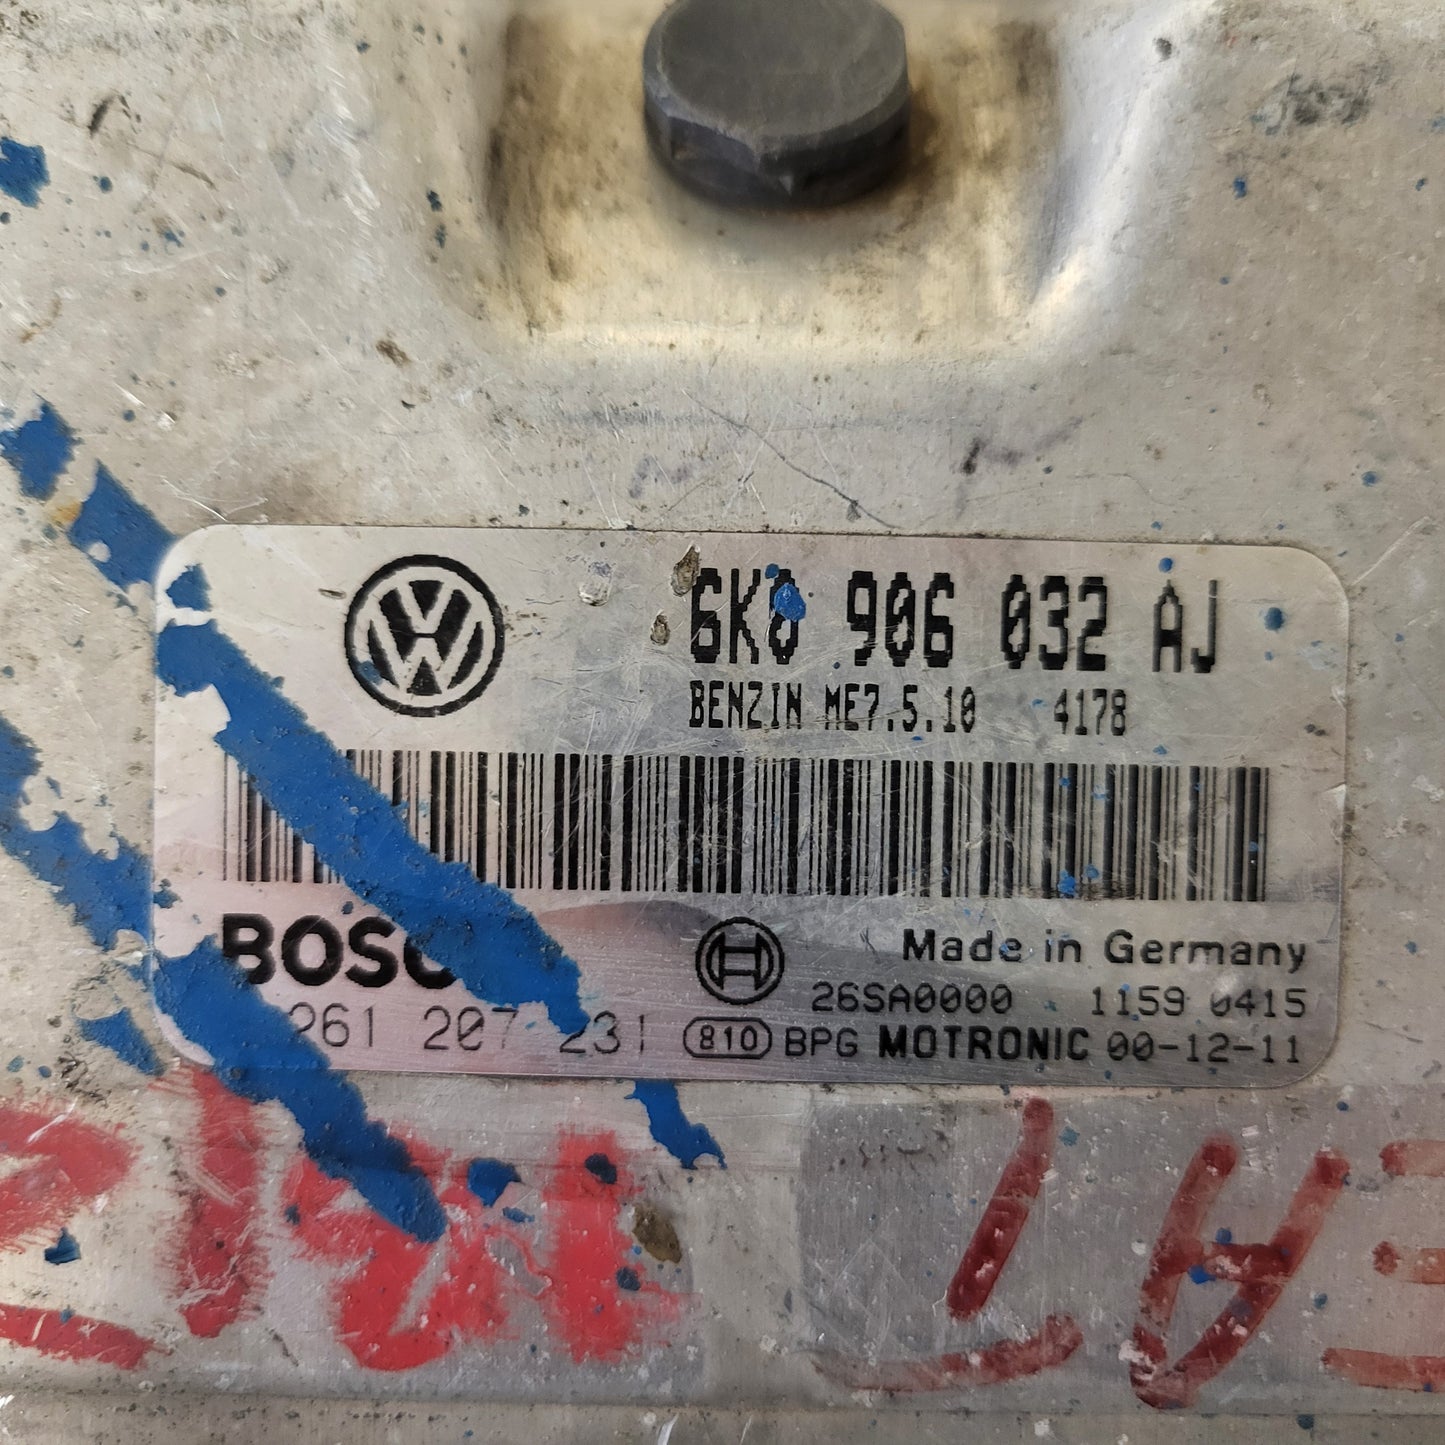 6K0 906 032 AJ
BENZIN ME7.5.10 4178
Made in Germany
26SA0000 1159 0415
261 207 231 810 BPG MOTRONIC 00-12-11